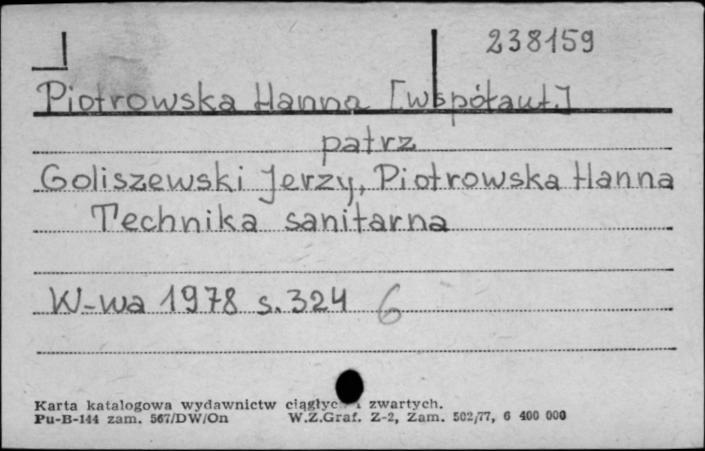 238159
Piotrowska Hanna [współaut.]
patrz
Goliszewski Jerzy, Piotrowska Hanna
Technika sanitarna
W-wa 1978 s. 324 6
Karta katalogowa wydawnictw zwartych.
Pu-B-144 zam. 567/DW/On W.Z.Graf. Z-2, Zam. 502/77, 6 400 000